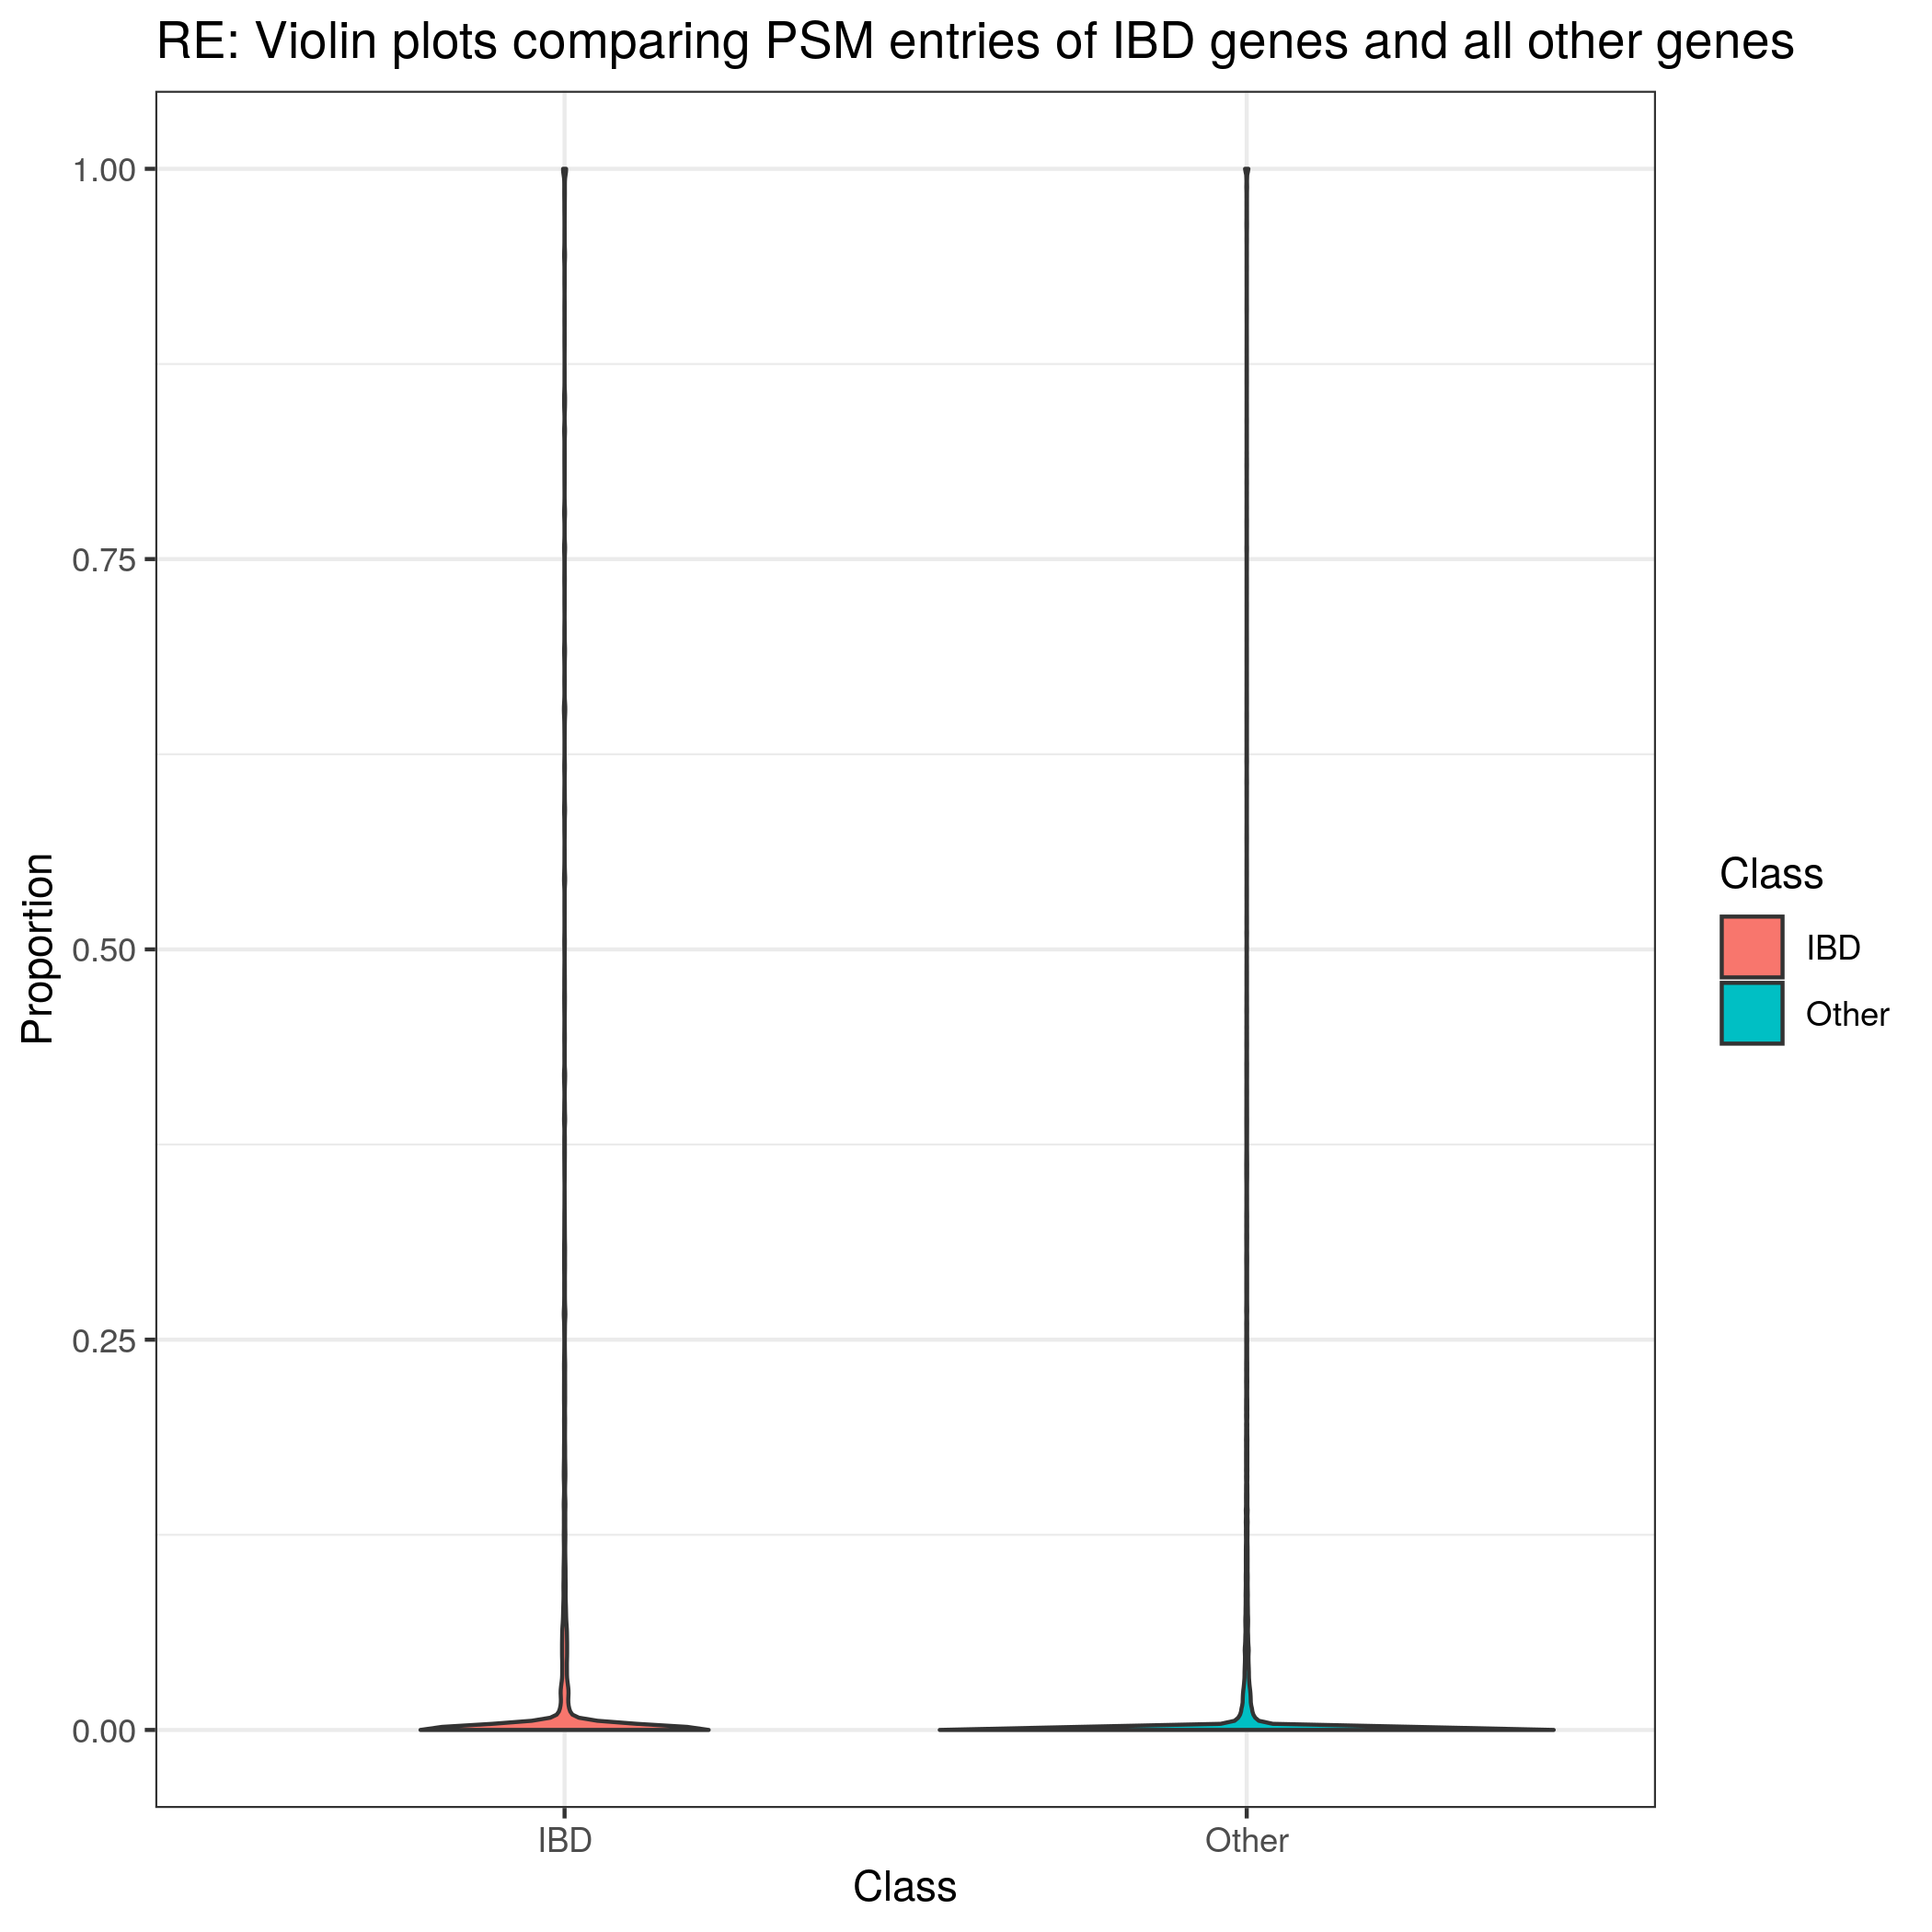 RE: Violin plots comparing PSM entries of IBD genes and all other genes
1.00
0.75
0.50
0.25
0.00
Proportion
IBD
Other
Class
Class
IBD
Other